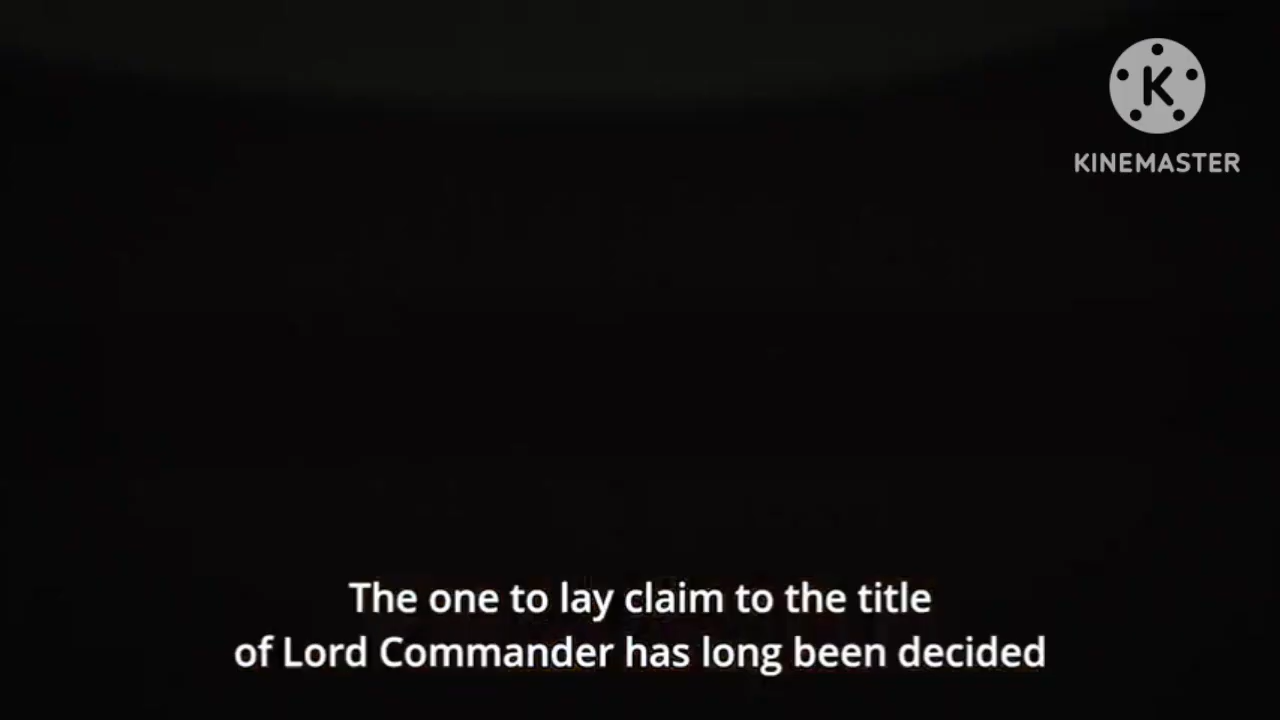 K
KINEMASTER
The one to lay claim to the title
of Lord Commander has long been decided